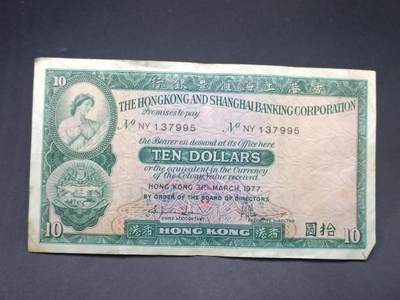 香港上海滙豐銀行
10
THE HONGKONG AND SHANGHAI BANKING CORPORATION
Promises to pay
No NY 137995 No NY 137995
the Bearer on demand at its Office here
TEN DOLLARS
or the equivalent in the Currency
of the Colony value received
HONG KONG 31ST MARCH, 1977
BY ORDER OF THE BOARD OF DIRECTORS
CHIEF ACCOUNTANT
10 港香 HONG KONG 港香 圓拾 10